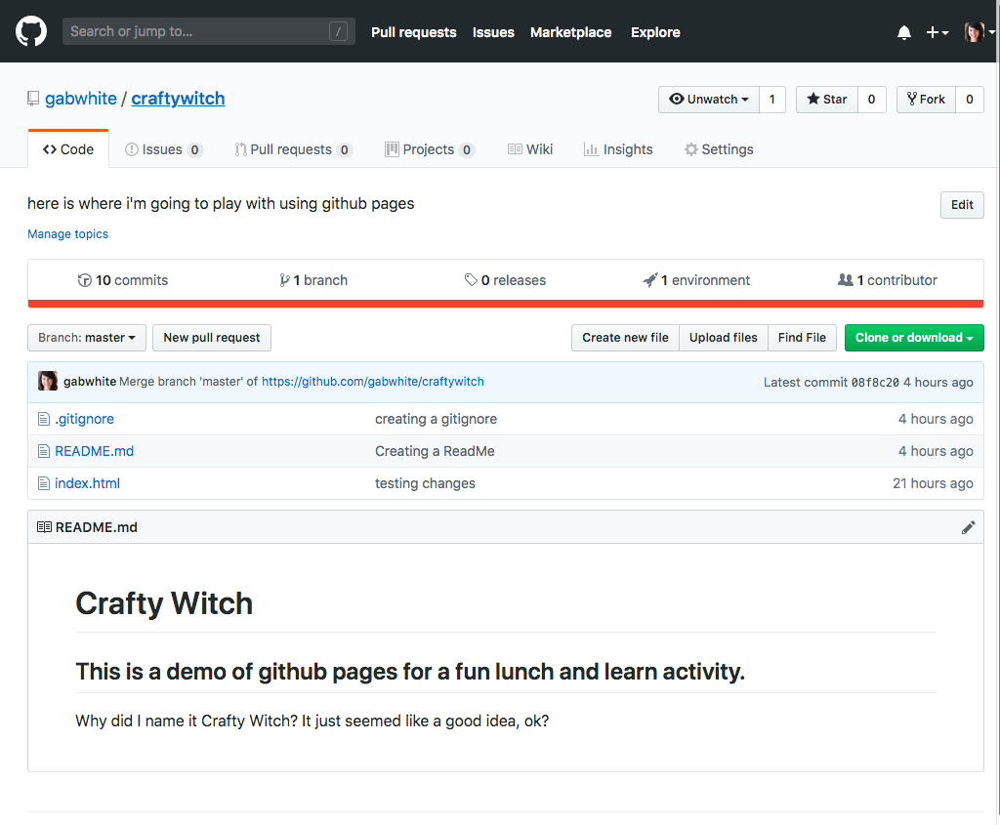 Search or jump to... /
Pull requests Issues Marketplace Explore
gabwhite / craftywitch
Unwatch 1 Star 0 Fork 0
Code Issues 0 Pull requests 0 Projects 0 Wiki Insights Settings
here is where i'm going to play with using github pages
Edit
Manage topics
10 commits 1 branch 0 releases 1 environment 1 contributor
Branch: master New pull request Create new file Upload files Find File Clone or download
gabwhite Merge branch 'master' of https://github.com/gabwhite/craftywitch Latest commit 08f8c20 4 hours ago
.gitignore creating a gitignore 4 hours ago
README.md Creating a ReadMe 4 hours ago
index.html testing changes 21 hours ago
README.md
Crafty Witch
This is a demo of github pages for a fun lunch and learn activity.
Why did I name it Crafty Witch? It just seemed like a good idea, ok?